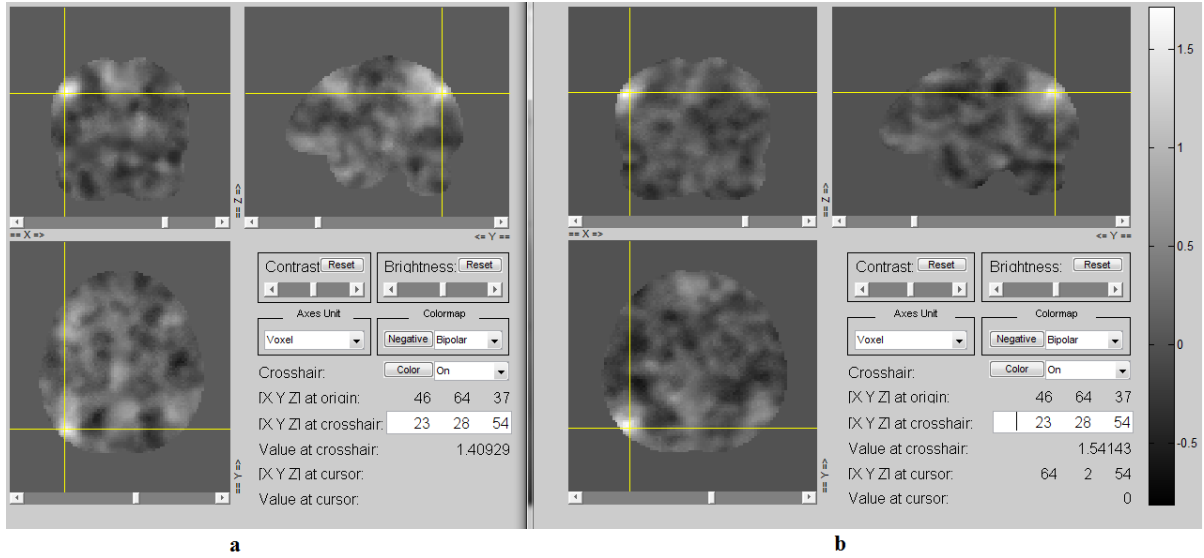 == Z =>
== X =>
<= Y ==
Contrast: Reset
Brightness: Reset
Axes Unit
Colormap
Voxel
Negative Bipolar
Crosshair: Color On
[X Y Z] at origin: 46 64 37
[X Y Z] at crosshair: 23 28 54
Value at crosshair: 1.40929
[X Y Z] at cursor:
Value at cursor:
== Y =>
a
== Z =>
== X =>
<= Y ==
Contrast: Reset
Brightness: Reset
Axes Unit
Colormap
Voxel
Negative Bipolar
Crosshair: Color On
[X Y Z] at origin: 46 64 37
[X Y Z] at crosshair: 23 28 54
Value at crosshair: 1.54143
[X Y Z] at cursor: 64 2 54
Value at cursor: 0
== Y =>
b
1.5
1
0.5
0
-0.5